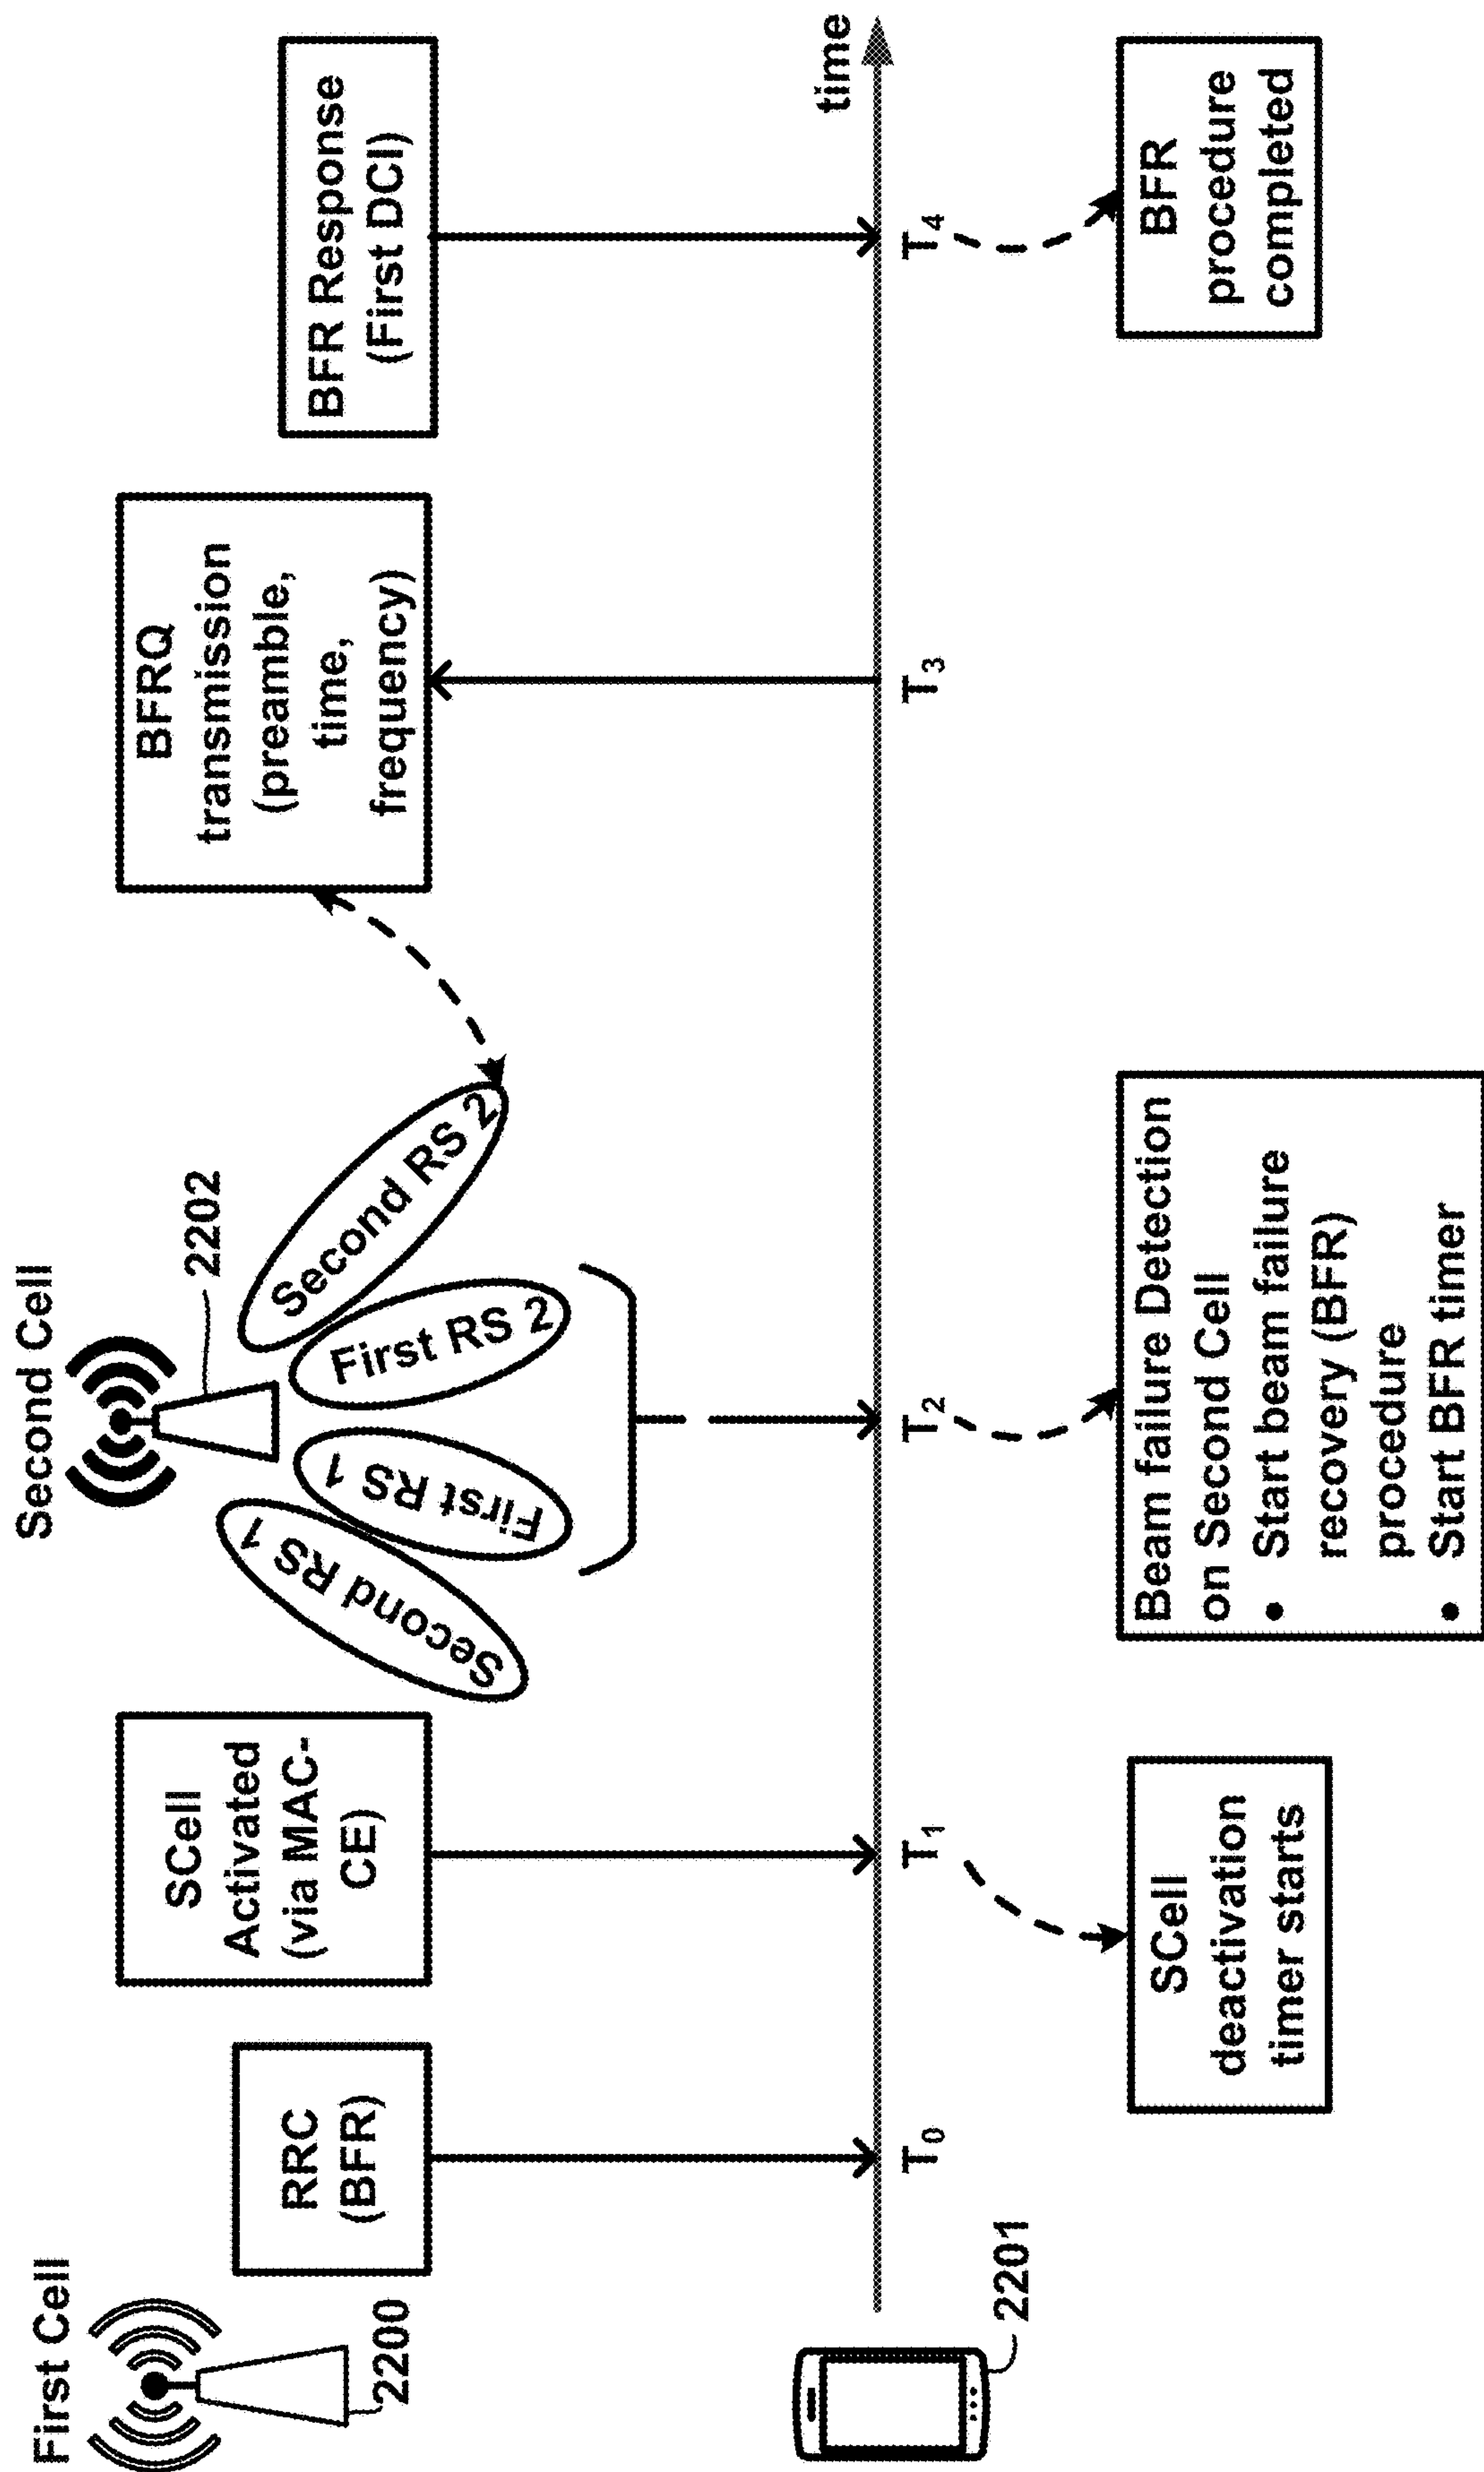 First Cell
2200
RRC
(BFR)
SCell
Activated
(via MAC-
CE)
Second Cell
2202
Second RS 1
First RS 1
First RS 2
Second RS 2
BFRQ
transmission
(preamble,
time,
frequency)
BFR Response
(First DCI)
time
2201
T0
T1
T2
T3
T4
SCell
deactivation
timer starts
Beam failure Detection
on Second Cell
• Start beam failure
recovery (BFR)
procedure
• Start BFR timer
BFR
procedure
completed